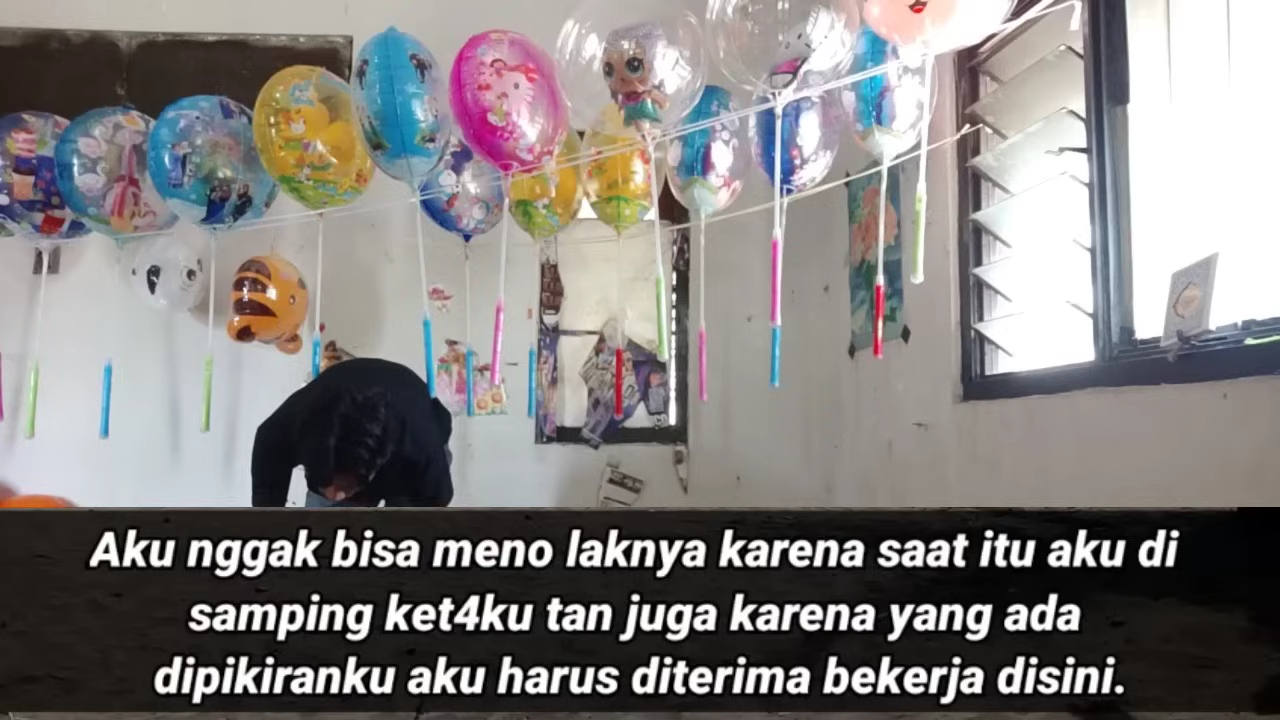 Aku nggak bisa meno laknya karena saat itu aku di
samping ket4ku tan juga karena yang ada
dipikiranku aku harus diterima bekerja disini.